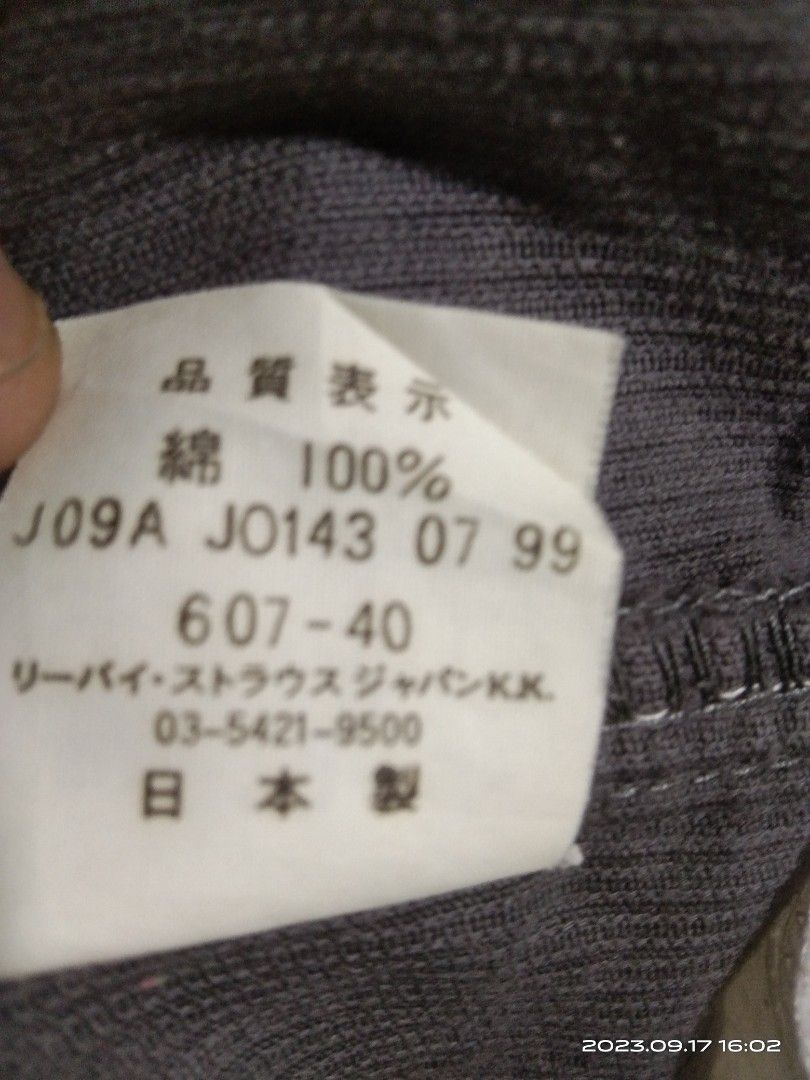 品質表示
綿 100%
J09A JO143 07 99
607-40
リーバイ・ストラウス ジャパンK.K.
03-5421-9500
日本製
2023.09.17 16:02